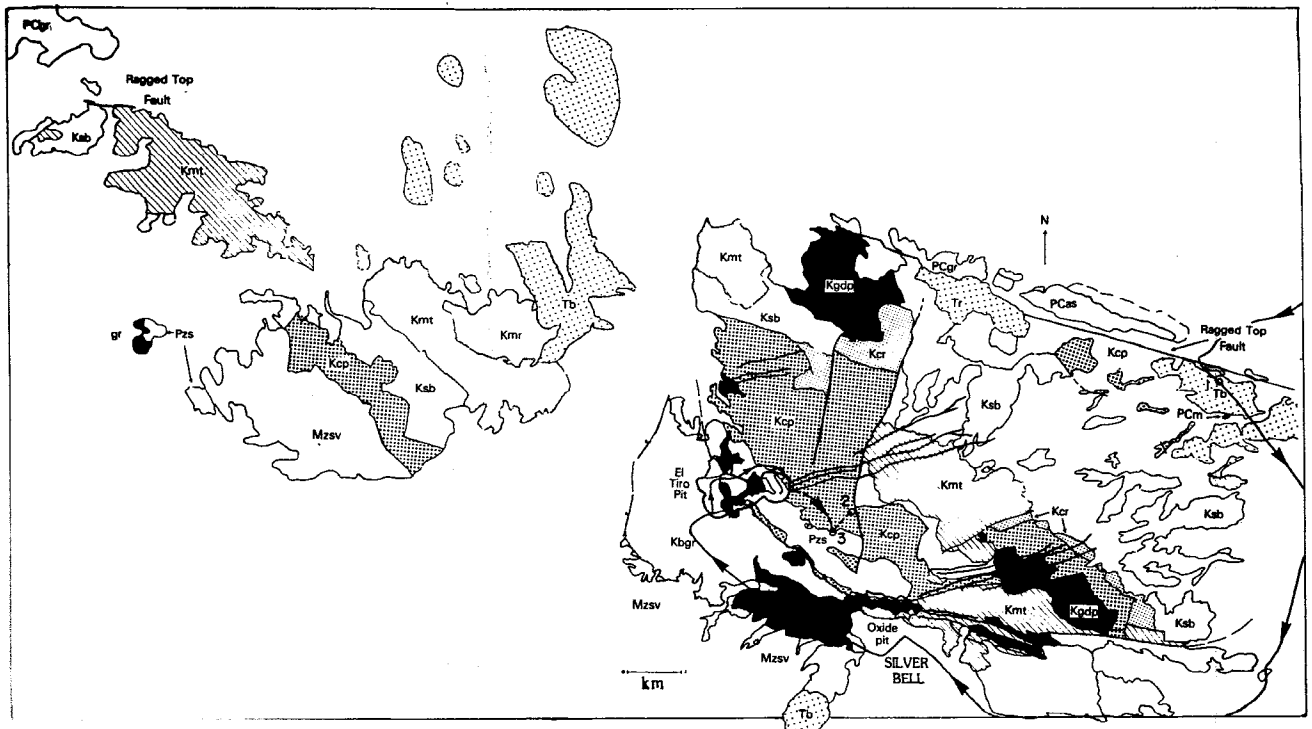 PCgr
Ragged Top
Fault
Ksb
Kmt
gr
Pzs
Kcp
Ksb
Mzsv
Kmt
Kmr
Tb
N
Kmt
Kgdp
PCgr
Tr
PCas
Ragged Top
Fault
Ksb
Kcr
Kcp
Tb
PCm
Ksb
Kcp
El
Tiro
Pit
Kmt
Kcr
Ksb
2
3
Pzs
Kcp
Kbgr
Mzsv
Kmt
Kgdp
Ksb
Oxide
pit
Mzsv
SILVER
BELL
km
Tb